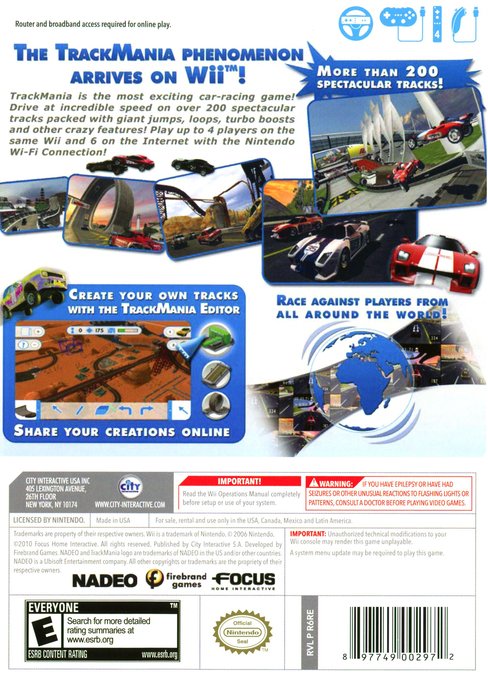 Router and broadband access required for online play.
4
THE TRACKMANIA PHENOMENON
ARRIVES ON Wii™!
MORE THAN 200
SPECTACULAR TRACKS!
TrackMania is the most exciting car-racing game!
Drive at incredible speed on over 200 spectacular
tracks packed with giant jumps, loops, turbo boosts
and other crazy features! Play up to 4 players on the
same Wii and 6 on the Internet with the Nintendo
Wi-Fi Connection!
CREATE YOUR OWN TRACKS
WITH THE TRACKMANIA EDITOR
SHARE YOUR CREATIONS ONLINE
RACE AGAINST PLAYERS FROM
ALL AROUND THE WORLD!
CITY INTERACTIVE USA INC
405 LEXINGTON AVENUE,
26TH FLOOR
NEW YORK, NY 10174
city
interactive
WWW.CITY-INTERACTIVE.COM
IMPORTANT!
Read the Wii Operations Manual completely
before setup or use of your system.
WARNING: IF YOU HAVE EPILEPSY OR HAVE HAD
SEIZURES OR OTHER UNUSUAL REACTIONS TO FLASHING LIGHTS OR
PATTERNS, CONSULT A DOCTOR BEFORE PLAYING VIDEO GAMES.
LICENSED BY NINTENDO.
Made in USA
For sale, rental and use only in the USA, Canada, Mexico and Latin America.
Trademarks are property of their respective owners. Wii is a trademark of Nintendo. © 2006 Nintendo.
©2010 Focus Home Interactive. All rights reserved. Published by City Interactive S.A. Developed by
Firebrand Games. NADEO and TrackMania logo are trademarks of NADEO in the US and/or other countries.
NADEO is a Ubisoft Entertainment company. All other copyrights or trademarks are the property of their
respective owners.
IMPORTANT: Unauthorized technical modifications to your
Wii console may render this game unplayable.
A system menu update may be required to play this game.
NADEO
firebrand
games
FOCUS
HOME INTERACTIVE
EVERYONE
TM
E
Search for more detailed
rating summaries at
www.esrb.org
ESRB CONTENT RATING
www.esrb.org
Official
Nintendo
Seal
RVL P R6RE
8 97749 00297 2